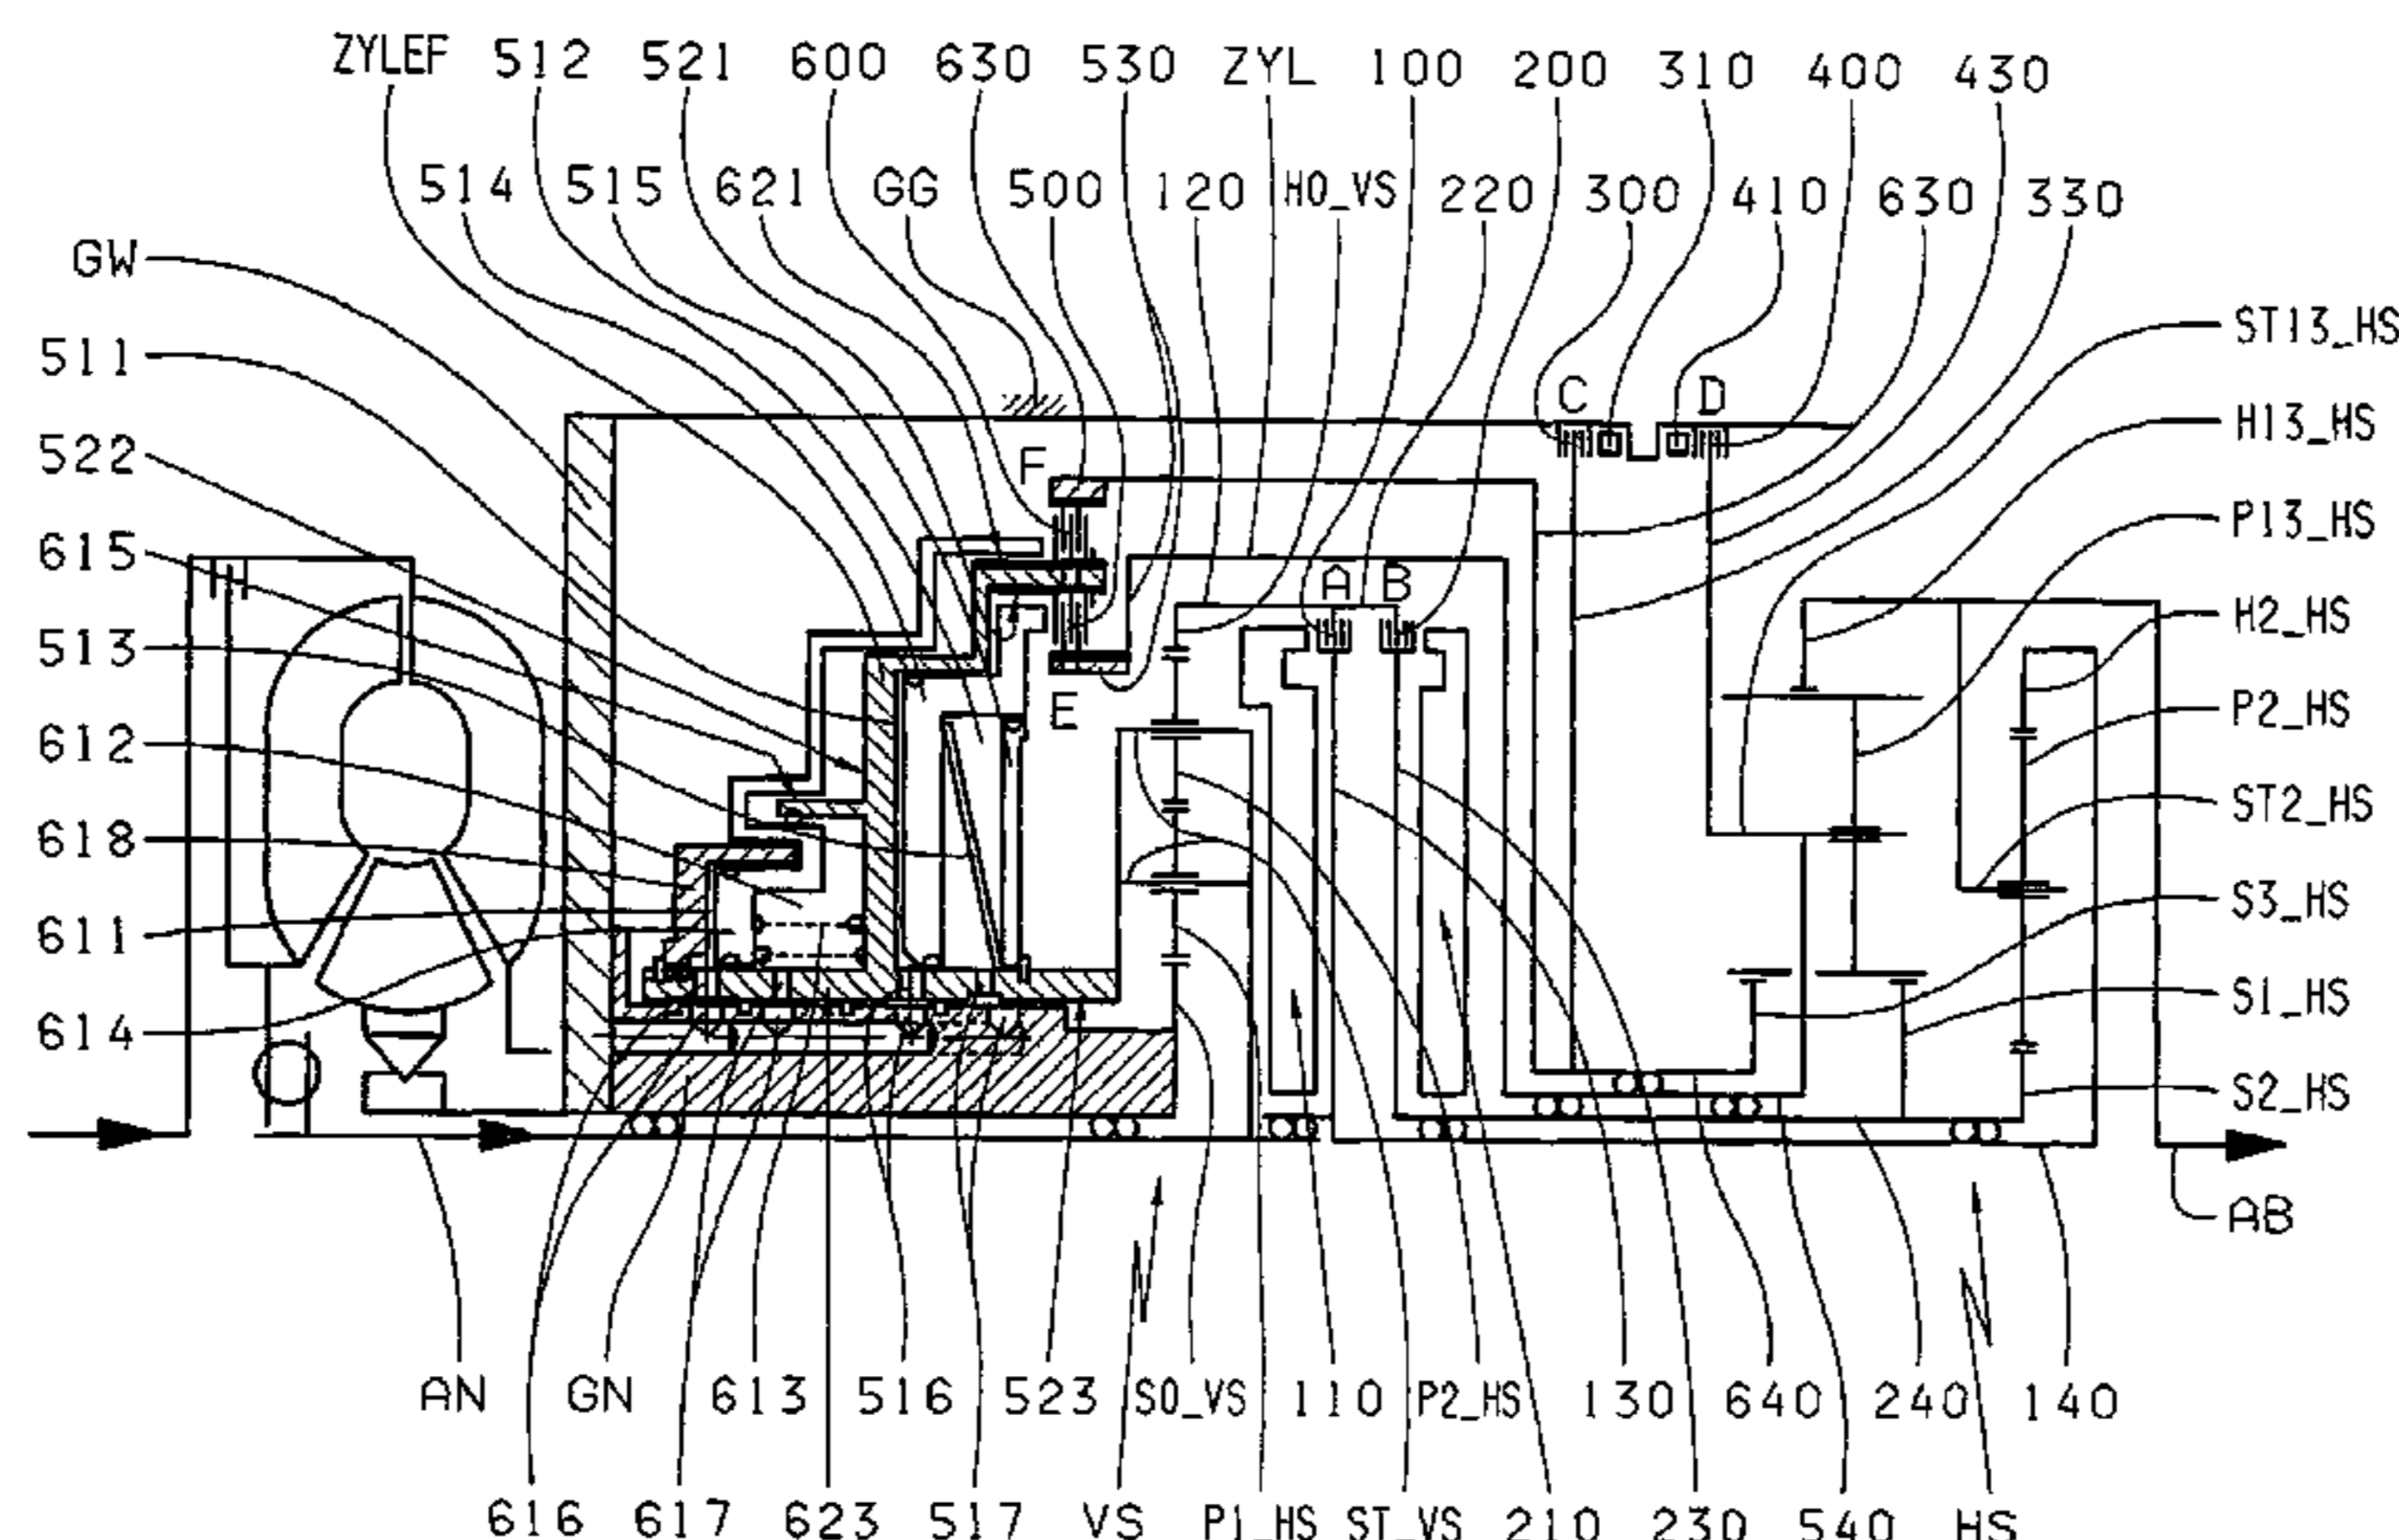 ZYLEF 512 521 600 630 530 ZYL 100 200 310 400 430
514 515 621 GG 500 120 HO_VS 220 300 410 630 330
GW
511
522
615
513
612
618
611
614
ST13_HS
H13_HS
P13_HS
H2_HS
P2_HS
ST2_HS
S3_HS
S1_HS
S2_HS
AB
C D
F
A B
E
AN GN 613 516 523 SO_VS 110 P2_HS 130 640 240 140
616 617 623 517 VS P1_HS ST_VS 210 230 540 HS